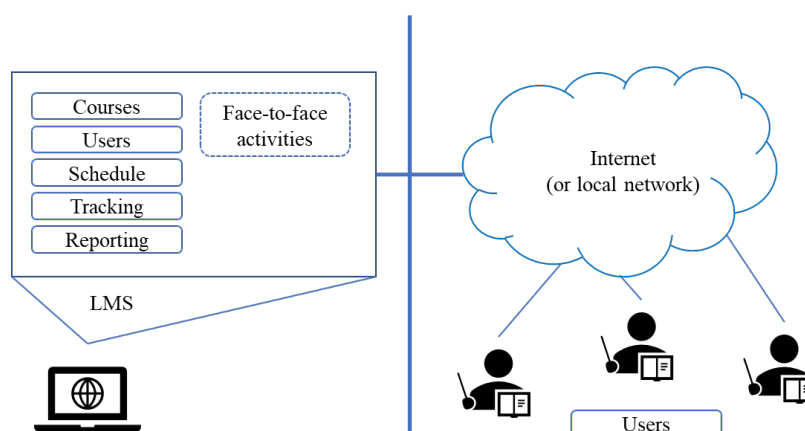 Courses
Users
Schedule
Tracking
Reporting
Face-to-face
activities
LMS
Internet
(or local network)
Users